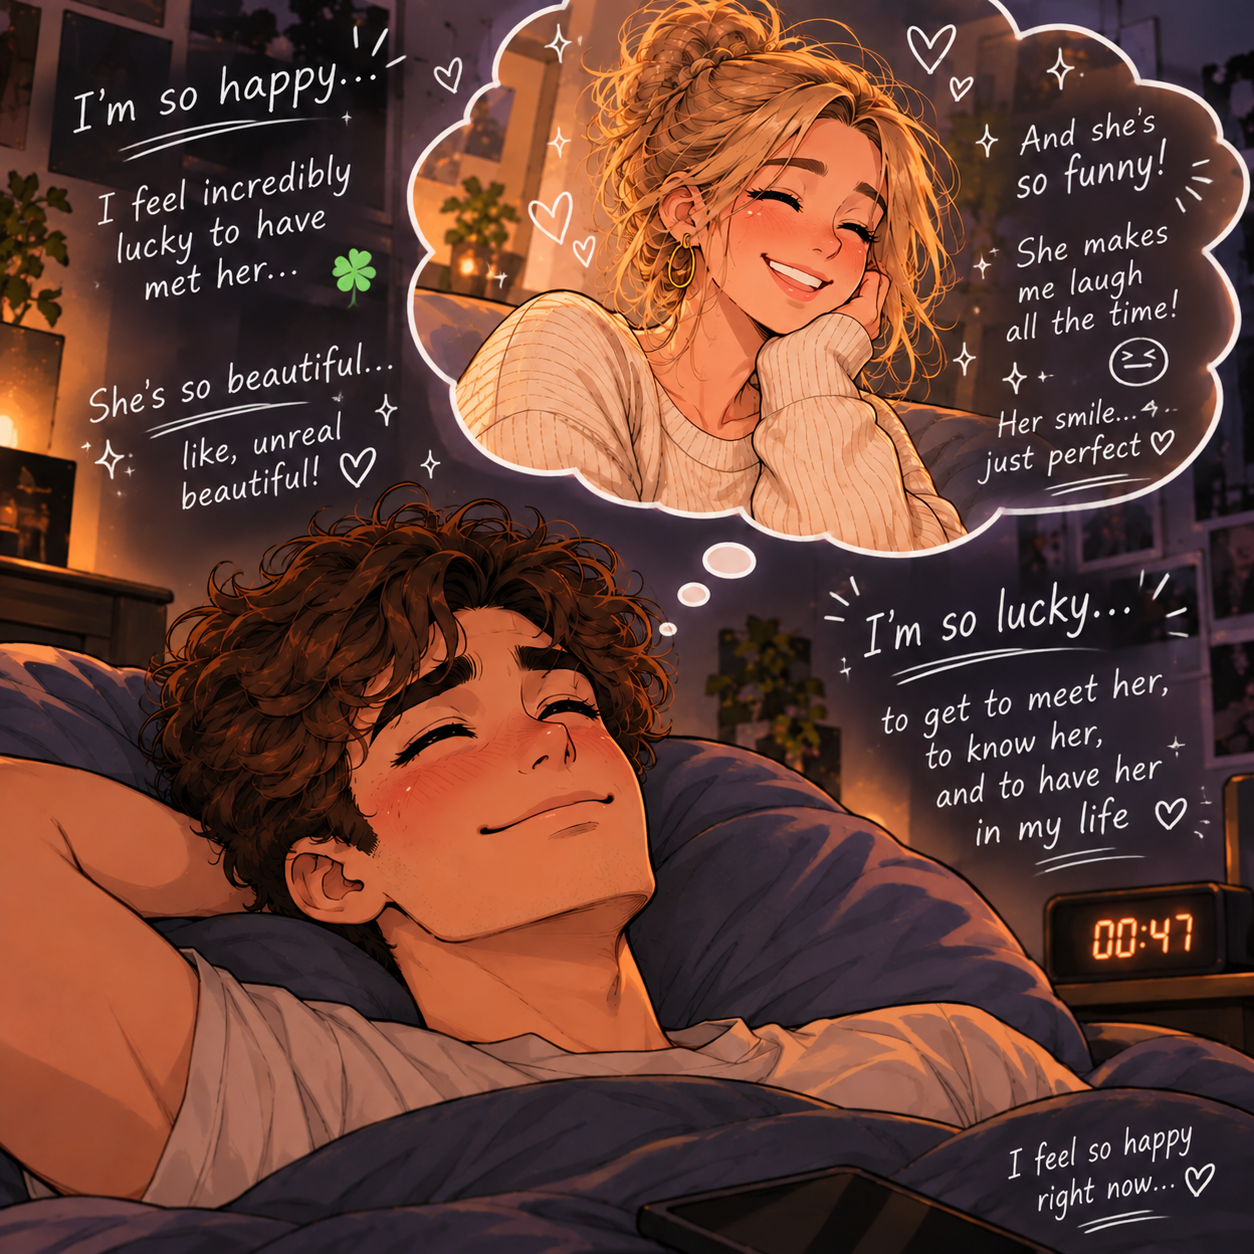 I'm so happy...
I feel incredibly
lucky to have
met her...
She's so beautiful...
like, unreal
beautiful!
And she's
so funny!
She makes
me laugh
all the time!
Her smile...
just perfect
I'm so lucky...
to get to meet her,
to know her,
and to have her
in my life
00:47
I feel so happy
right now...